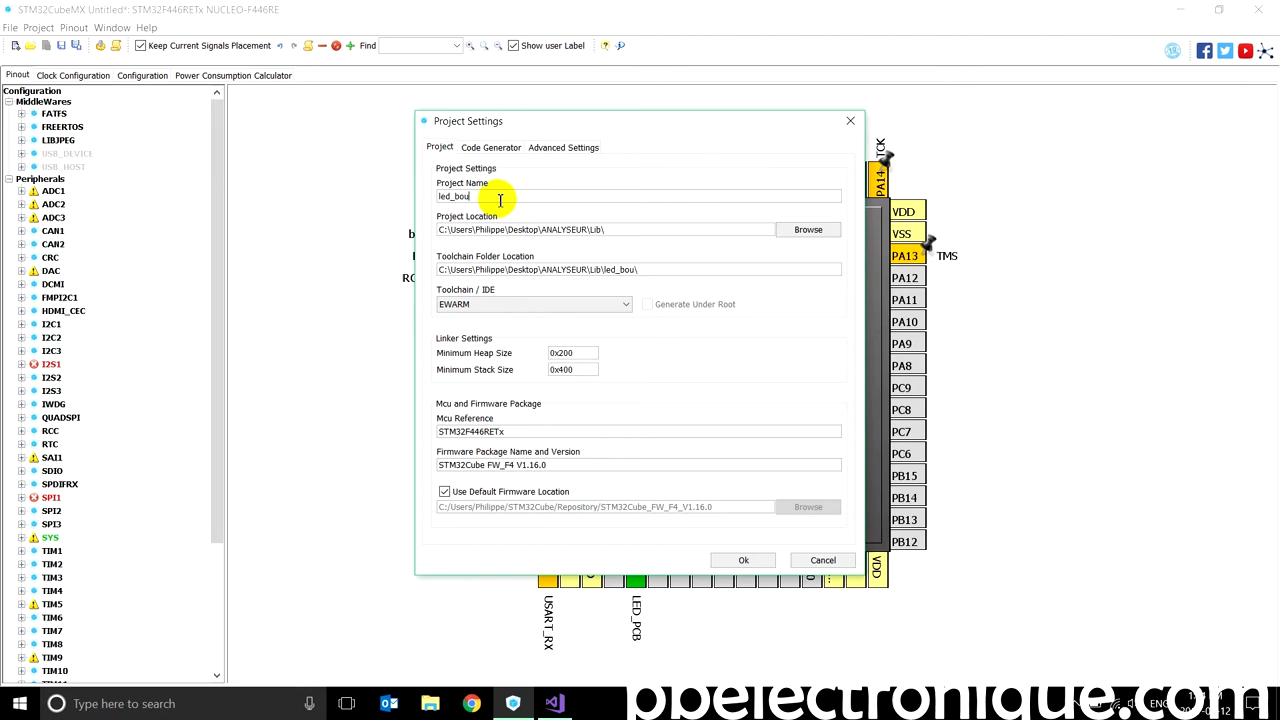 STM32CubeMX Untitled*: STM32F446RETx NUCLEO-F446RE
File Project Pinout Window Help
Keep Current Signals Placement Find Show user Label
Pinout Clock Configuration Configuration Power Consumption Calculator
Configuration
MiddleWares
FATFS
FREERTOS
LIBJPEG
USB_DEVICE
USB_HOST
Peripherals
ADC1
ADC2
ADC3
CAN1
CAN2
CRC
DAC
DCMI
FMPI2C1
HDMI_CEC
I2C1
I2C2
I2C3
I2S1
I2S2
I2S3
IWDG
QUADSPI
RCC
RTC
SAI1
SDIO
SPDIFRX
SPI1
SPI2
SPI3
SYS
TIM1
TIM2
TIM3
TIM4
TIM5
TIM6
TIM7
TIM8
TIM9
TIM10
Project Settings
Project Code Generator Advanced Settings
Project Settings
Project Name
led_bou
Project Location
C:\Users\Philippe\Desktop\ANALYSEUR\Lib\ Browse
Toolchain Folder Location
C:\Users\Philippe\Desktop\ANALYSEUR\Lib\led_bou\
Toolchain / IDE
EWARM Generate Under Root
Linker Settings
Minimum Heap Size 0x200
Minimum Stack Size 0x400
Mcu and Firmware Package
Mcu Reference
STM32F446RETx
Firmware Package Name and Version
STM32Cube FW_F4 V1.16.0
Use Default Firmware Location
C:/Users/Philippe/STM32Cube/Repository/STM32Cube_FW_F4_V1.16.0 Browse
Ok Cancel
TCK
PA14
VDD
VSS
PA13 TMS
PA12
PA11
PA10
PA9
PA8
PC9
PC8
PC7
PC6
PB15
PB14
PB13
PB12
VDD
USART_RX
LED_PCB
Type here to search
ENG
pbelectronique.com